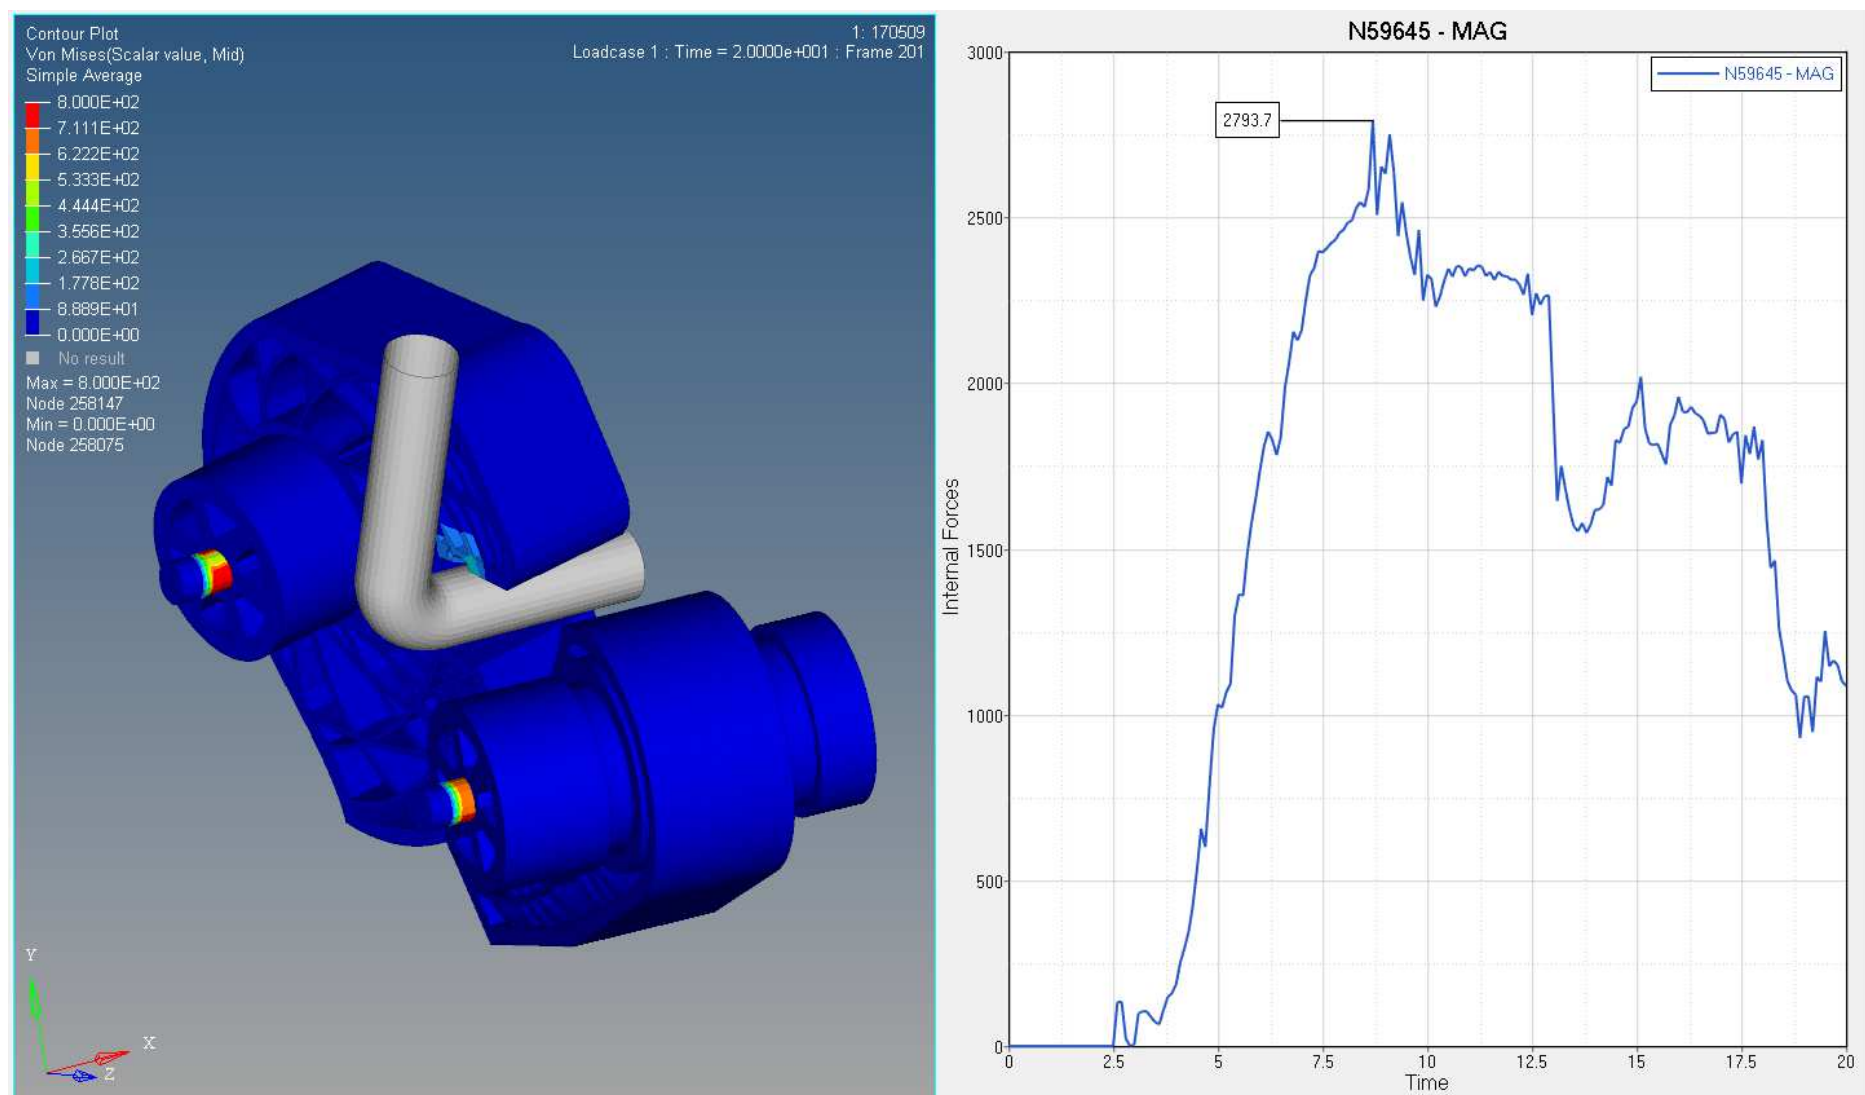 Contour Plot
Von Mises(Scalar value, Mid)
Simple Average
8.000E+02
7.111E+02
6.222E+02
5.333E+02
4.444E+02
3.556E+02
2.667E+02
1.778E+02
8.889E+01
0.000E+00
No result
Max = 8.000E+02
Node 258147
Min = 0.000E+00
Node 258075
1: 170509
Loadcase 1 : Time = 2.0000e+001 : Frame 201
Y
X
Z
N59645 - MAG
N59645 - MAG
2793.7
3000
2500
2000
1500
1000
500
0
Internal Forces
0 2.5 5 7.5 10 12.5 15 17.5 20
Time